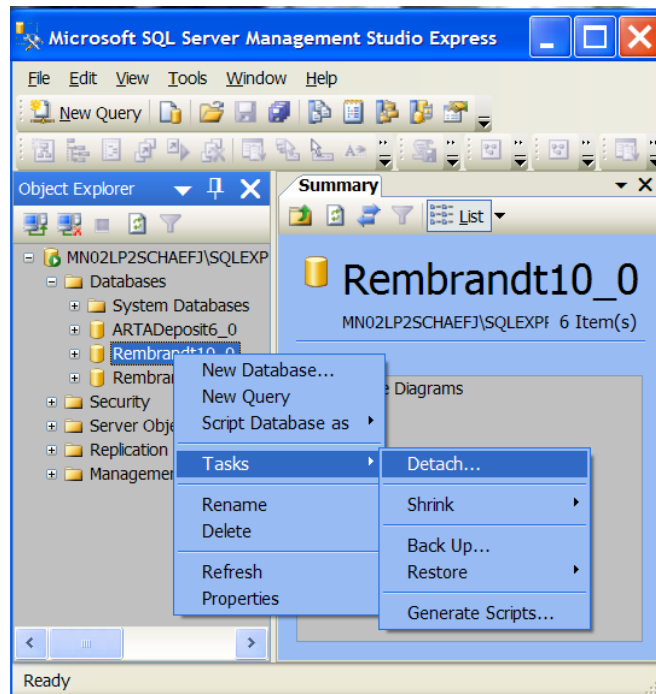 Microsoft SQL Server Management Studio Express
File Edit View Tools Window Help
New Query
Object Explorer
Summary
List
MN02LP2SCHAEFJ\SQLEXP
Databases
System Databases
ARTADeposit6_0
Rembrandt10_0
Rembra
Security
Server Obje
Replication
Managemer
Rembrandt10_0
MN02LP2SCHAEFJ\SQLEXPF 6 Item(s)
e Diagrams
New Database...
New Query
Script Database as
Tasks
Rename
Delete
Refresh
Properties
Detach...
Shrink
Back Up...
Restore
Generate Scripts...
Ready